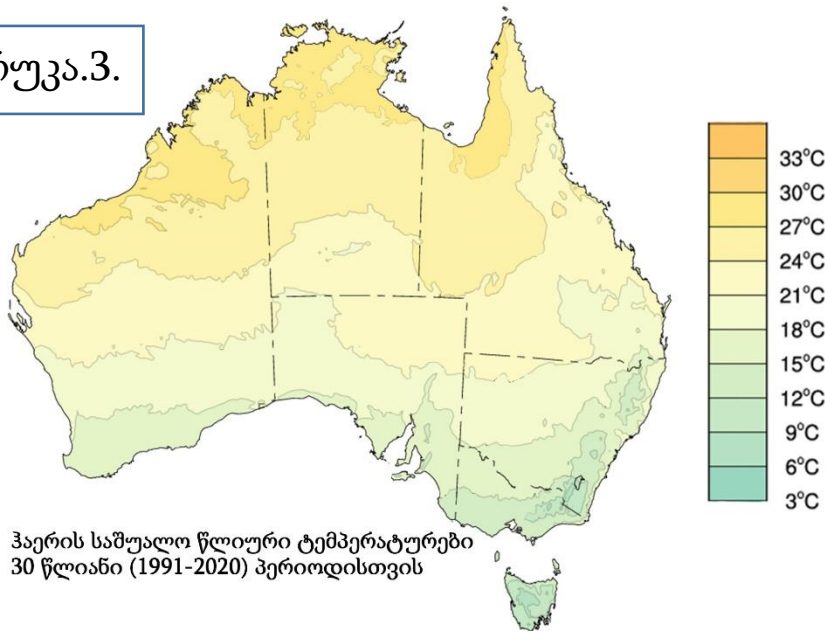 რუკა.3.
33°C
30°C
27°C
24°C
21°C
18°C
15°C
12°C
9°C
6°C
3°C
ჰაერის საშუალო წლიური ტემპერატურები
30 წლიანი (1991-2020) პერიოდისთვის